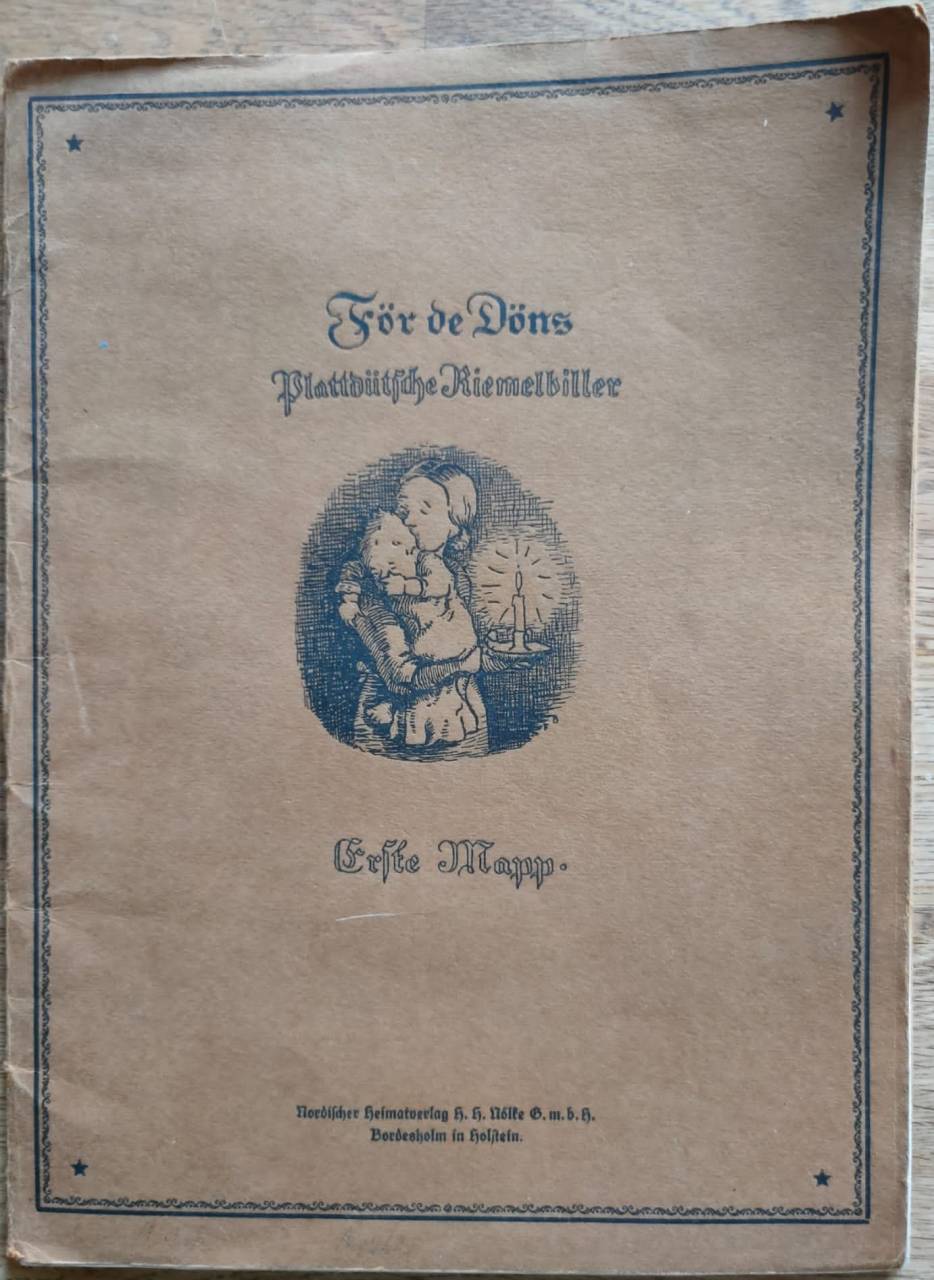 För de Döns
Plattdütsche Riemelbiller
Erste Mapp.
Nordischer Heimatverlag H. H. Nölke G. m. b. H.
Bordesholm in Holstein.